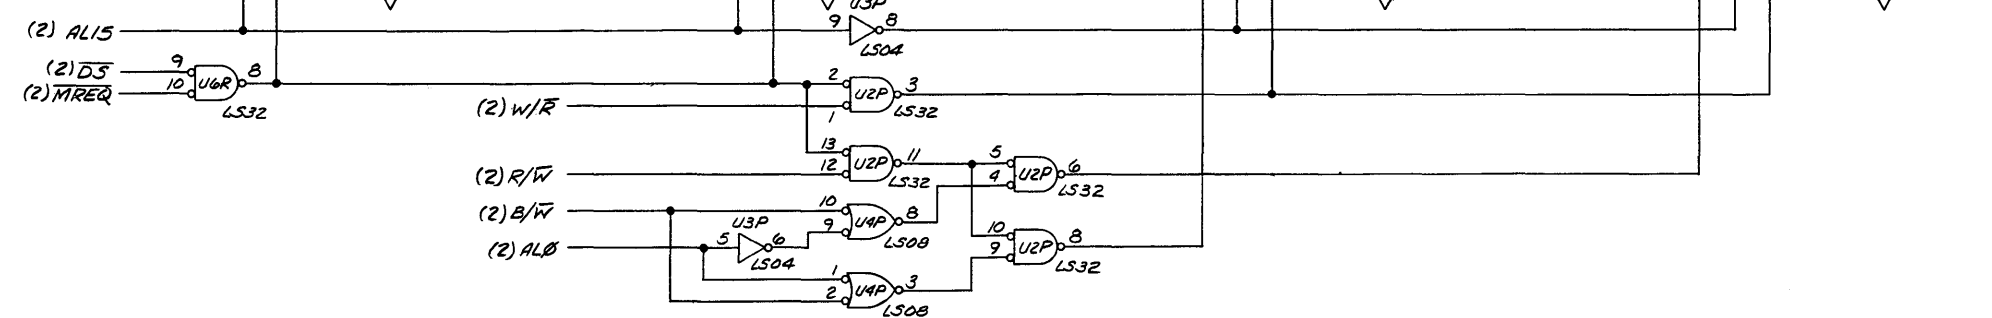 U3P
(2) AL15
9
8
LS04
(2) D̅S̅
9
U6R
8
(2) M̅R̅E̅Q̅
10
LS32
2
U2P
3
(2) W/R̅
1
LS32
13
U2P
11
(2) R/W̅
12
LS32
5
U2P
6
4
LS32
(2) B/W̅
10
U4P
8
9
LS08
U3P
(2) ALØ
5
6
LS04
10
U2P
8
9
LS32
1
U4P
3
2
LS08